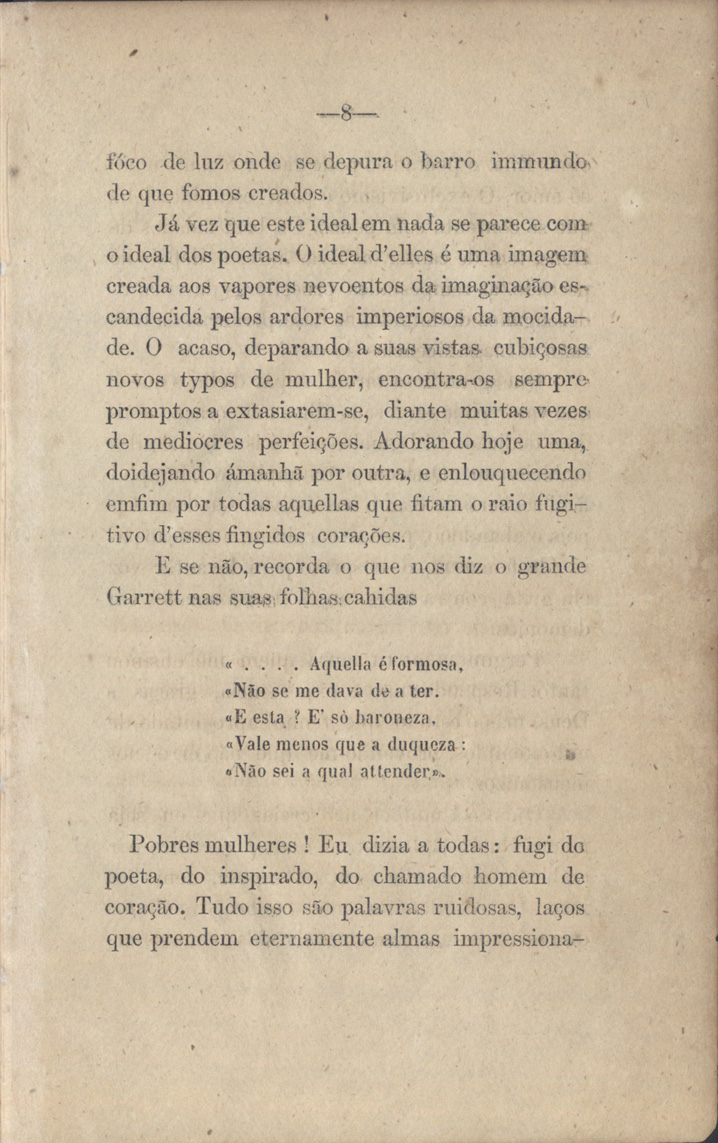 —8—
fóco de luz onde se depura o barro immundo
de que fomos creados.
Já vez que este ideal em nada se parece com
o ideal dos poetas. O ideal d'elles é uma imagem
creada aos vapores nevoentos da imaginação es-
candecida pelos ardores imperiosos da mocida-
de. O acaso, deparando a suas vistas cubiçosas
novos typos de mulher, encontra-os sempre
promptos a extasiarem-se, diante muitas vezes
de mediocres perfeições. Adorando hoje uma,
doidejando ámanhã por outra, e enlouquecendo
emfim por todas aquellas que fitam o raio fugi-
tivo d'esses fingidos corações.
E se não, recorda o que nos diz o grande
Garrett nas suas folhas cahidas
« . . . . Aquella é formosa,
«Não se me dava de a ter.
«E esta ? E' sò baroneza,
«Vale menos que a duqueza :
«Não sei a qual attender».
Pobres mulheres ! Eu dizia a todas : fugi do
poeta, do inspirado, do chamado homem de
coração. Tudo isso são palavras ruidosas, laços
que prendem eternamente almas impressiona-